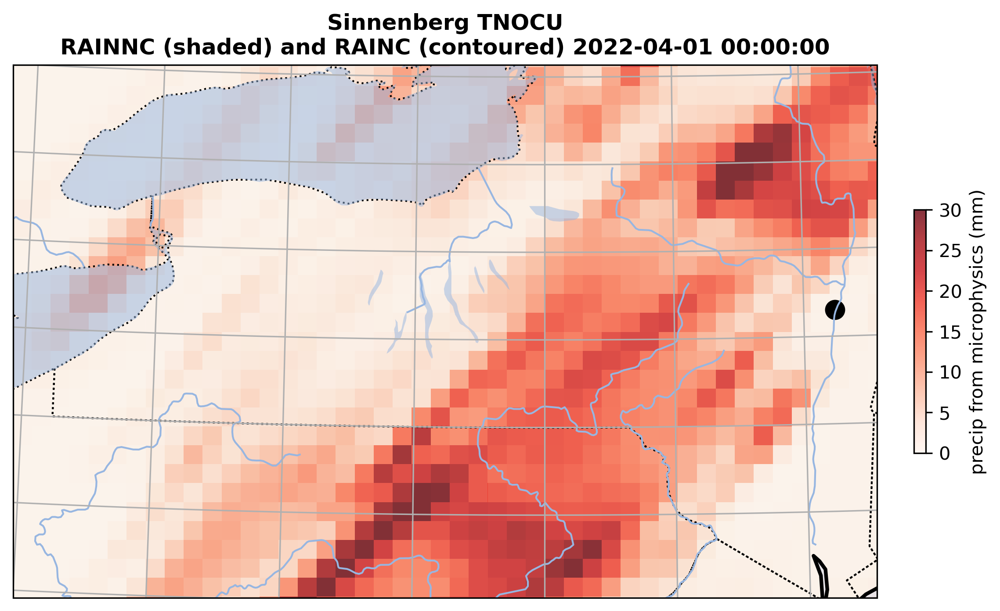 Sinnenberg TNOCU
RAINNC (shaded) and RAINC (contoured) 2022-04-01 00:00:00
30
25
20
15
10
5
0
precip from microphysics (mm)